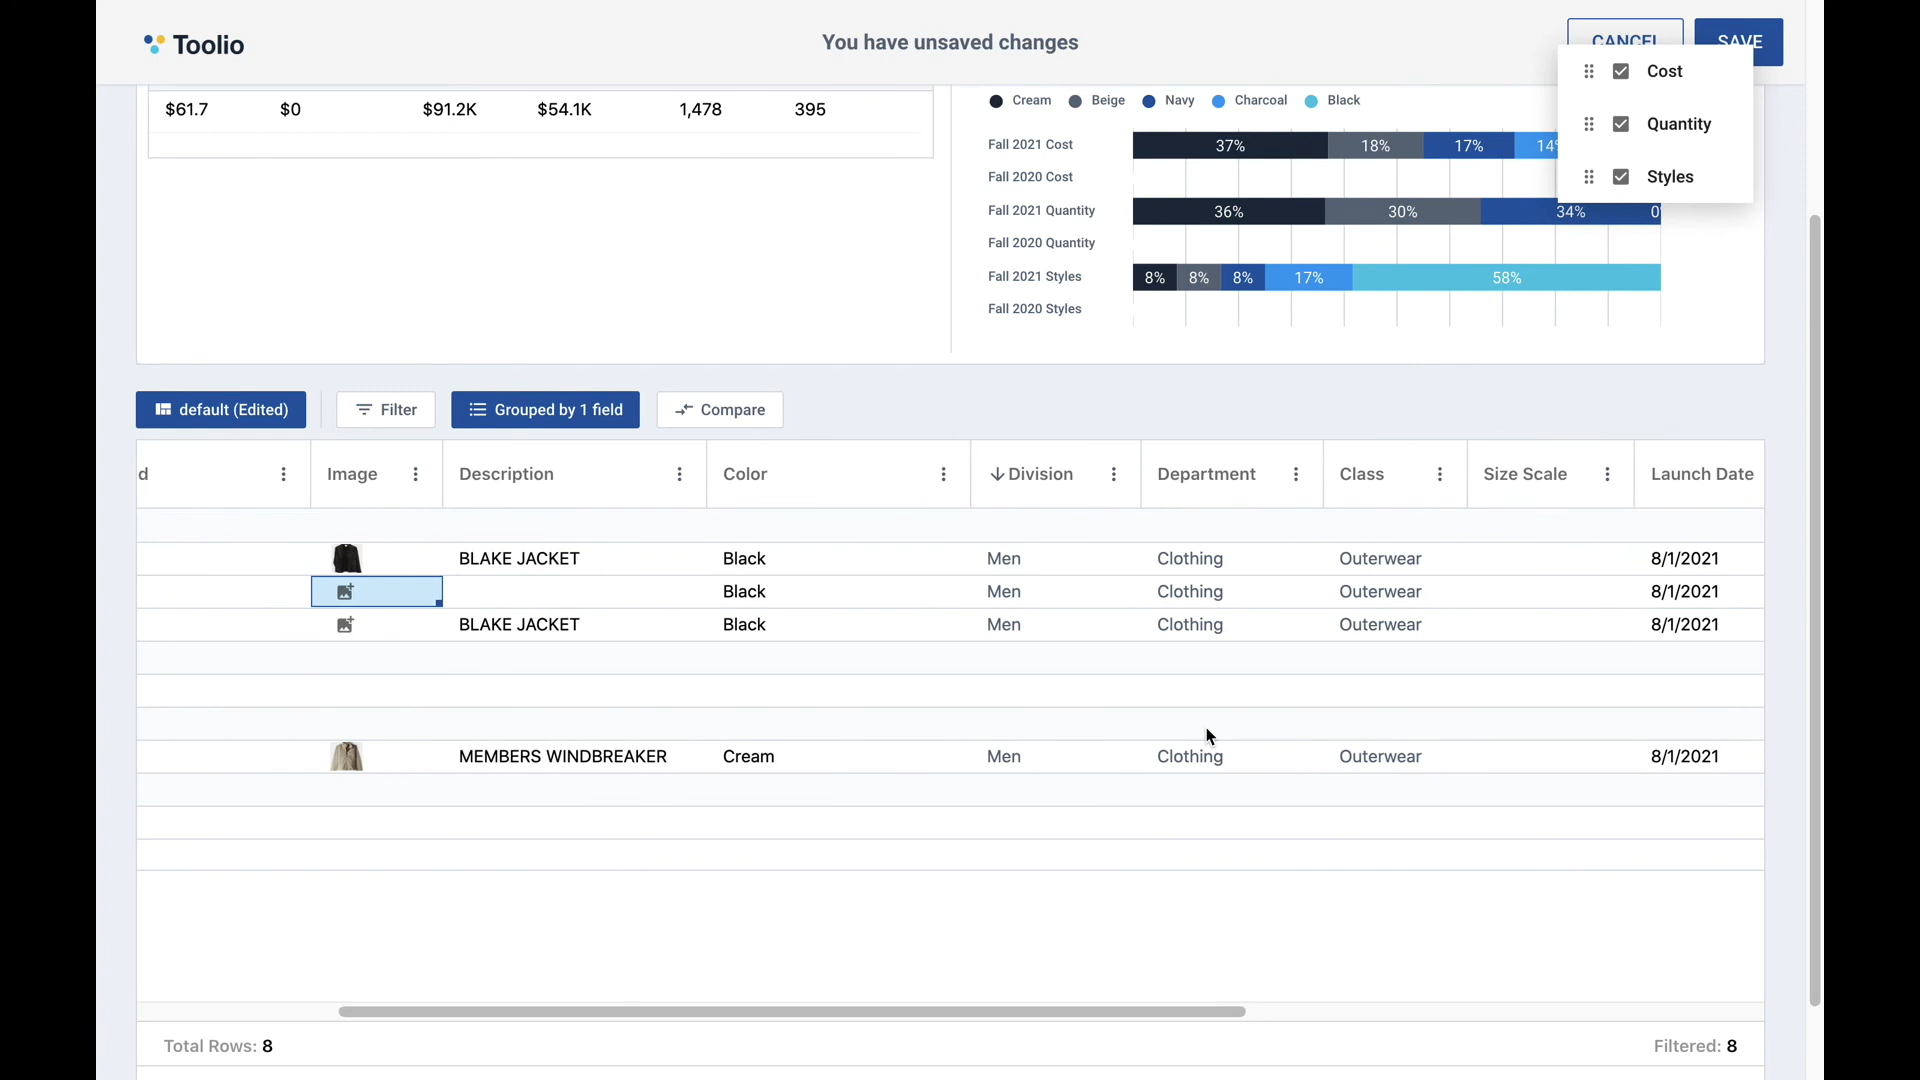 Toolio
You have unsaved changes
CANCEL
SAVE
Cost
Quantity
Styles
$61.7 $0 $91.2K $54.1K 1,478 395
Cream Beige Navy Charcoal Black
Fall 2021 Cost 37% 18% 17% 14%
Fall 2020 Cost
Fall 2021 Quantity 36% 30% 34% 0
Fall 2020 Quantity
Fall 2021 Styles 8% 8% 8% 17% 58%
Fall 2020 Styles
default (Edited) Filter Grouped by 1 field Compare
d Image Description Color Division Department Class Size Scale Launch Date
BLAKE JACKET Black Men Clothing Outerwear 8/1/2021
Black Men Clothing Outerwear 8/1/2021
BLAKE JACKET Black Men Clothing Outerwear 8/1/2021
MEMBERS WINDBREAKER Cream Men Clothing Outerwear 8/1/2021
Total Rows: 8 Filtered: 8